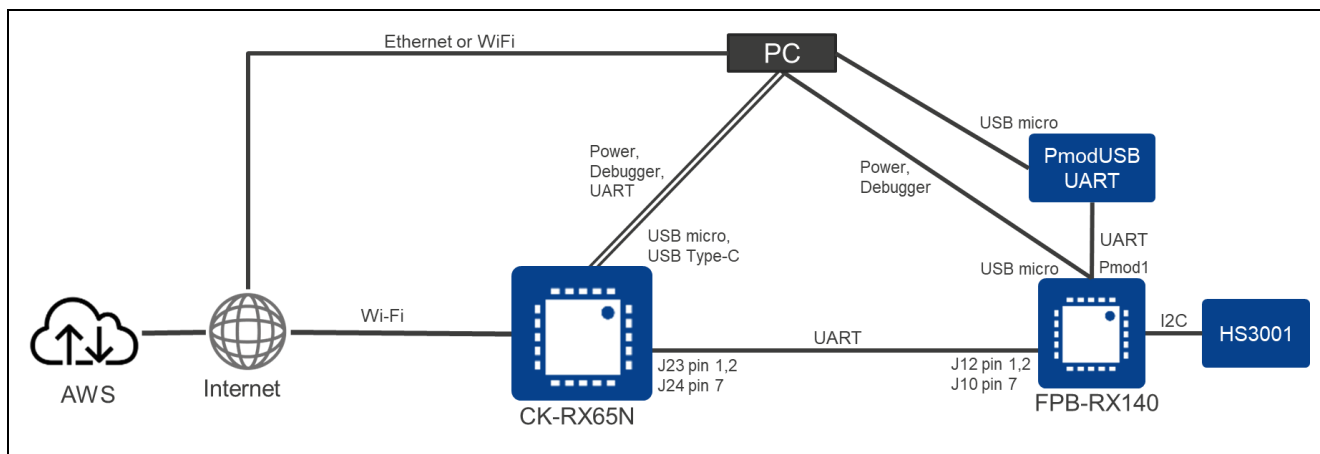 Ethernet or WiFi
PC
USB micro
PmodUSB
UART
Power,
Debugger,
UART
Power,
Debugger
USB micro,
USB Type-C
UART
USB micro
Pmod1
Wi-Fi
UART
I2C
HS3001
J23 pin 1,2
J24 pin 7
J12 pin 1,2
J10 pin 7
AWS
Internet
CK-RX65N
FPB-RX140